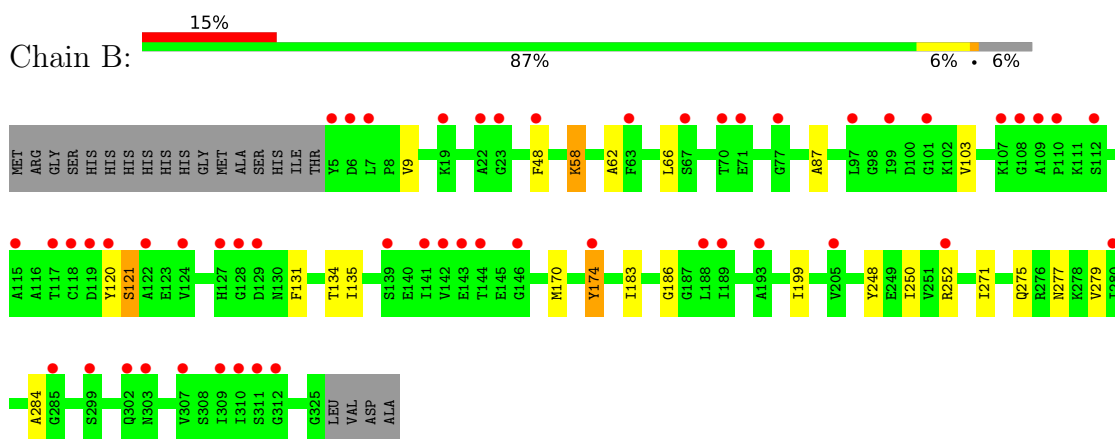 15%
Chain B:
87% 6% • 6%
MET ARG GLY SER HIS HIS HIS HIS HIS HIS GLY MET ALA SER HIS ILE THR Y5 D6 L7 P8 V9 K19 A22 G23 F48 K58 A62 F63 L66 S67 T70 E71 G77 A87 L97 G98 I99 D100 G101 K102 V103 K107 G108 A109 P110 K111 S112
A115 A116 T117 C118 D119 Y120 S121 A122 E123 V124 H127 G128 D129 N130 F131 T134 I135 S139 E140 I141 V142 E143 T144 E145 G146 M170 Y174 I183 G186 G187 L188 I189 A193 I199 V205 Y248 E249 I250 V251 R252 I271 Q275 R276 N277 K278 V279
A284 G285 S299 Q302 N303 V307 S308 I309 I310 S311 G312 G325 LEU VAL ASP ALA